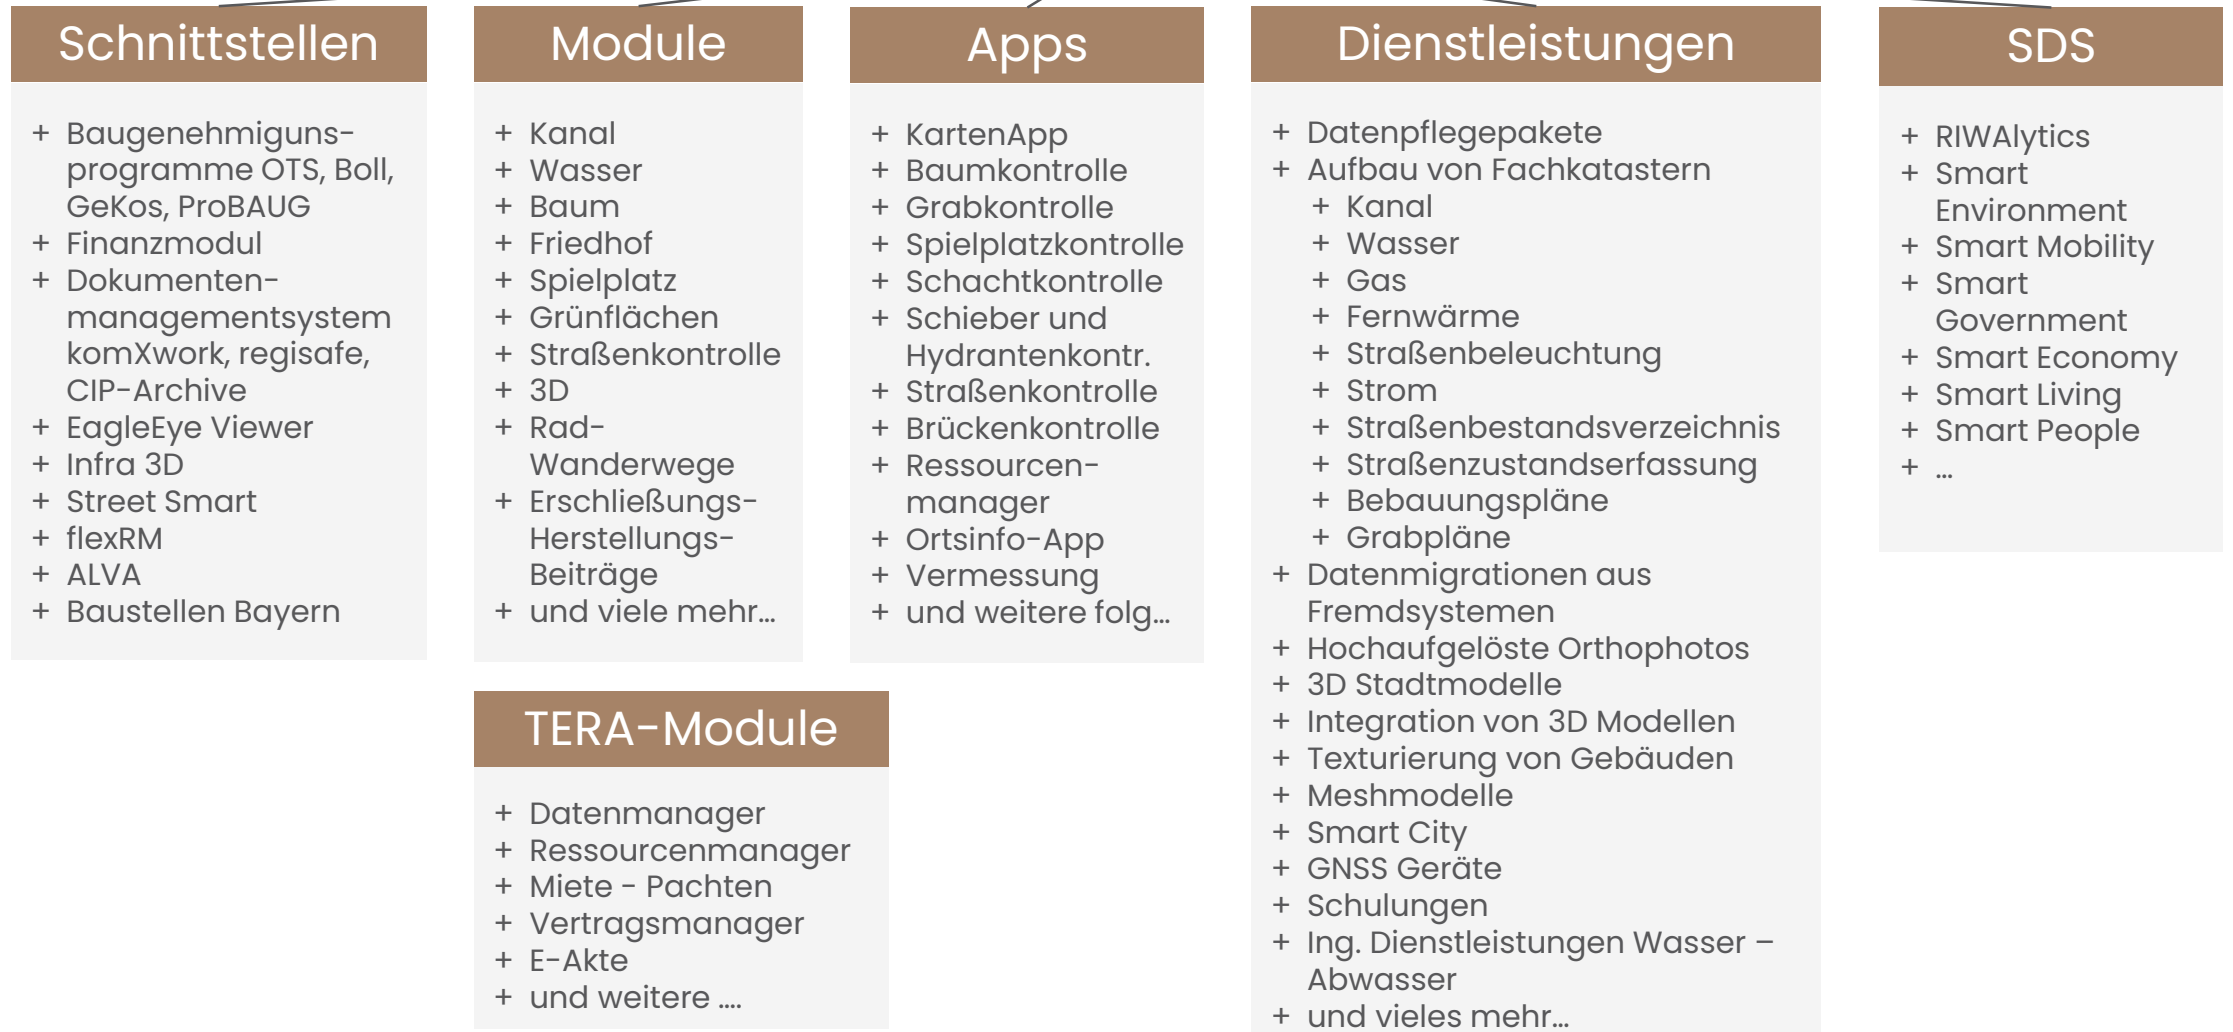 Schnittstellen
+ Baugenehmiguns-
programme OTS, Boll,
GeKos, ProBAUG
+ Finanzmodul
+ Dokumenten-
managementsystem
komXwork, regisafe,
CIP-Archive
+ EagleEye Viewer
+ Infra 3D
+ Street Smart
+ flexRM
+ ALVA
+ Baustellen Bayern
Module
+ Kanal
+ Wasser
+ Baum
+ Friedhof
+ Spielplatz
+ Grünflächen
+ Straßenkontrolle
+ 3D
+ Rad-
Wanderwege
+ Erschließungs-
Herstellungs-
Beiträge
+ und viele mehr...
TERA-Module
+ Datenmanager
+ Ressourcenmanager
+ Miete - Pachten
+ Vertragsmanager
+ E-Akte
+ und weitere ....
Apps
+ KartenApp
+ Baumkontrolle
+ Grabkontrolle
+ Spielplatzkontrolle
+ Schachtkontrolle
+ Schieber und
Hydrantenkontr.
+ Straßenkontrolle
+ Brückenkontrolle
+ Ressourcen-
manager
+ Ortsinfo-App
+ Vermessung
+ und weitere folg...
Dienstleistungen
+ Datenpflegepakete
+ Aufbau von Fachkatastern
+ Kanal
+ Wasser
+ Gas
+ Fernwärme
+ Straßenbeleuchtung
+ Strom
+ Straßenbestandsverzeichnis
+ Straßenzustandserfassung
+ Bebauungspläne
+ Grabpläne
+ Datenmigrationen aus
Fremdsystemen
+ Hochaufgelöste Orthophotos
+ 3D Stadtmodelle
+ Integration von 3D Modellen
+ Texturierung von Gebäuden
+ Meshmodelle
+ Smart City
+ GNSS Geräte
+ Schulungen
+ Ing. Dienstleistungen Wasser –
Abwasser
+ und vieles mehr...
SDS
+ RIWAlytics
+ Smart
Environment
+ Smart Mobility
+ Smart
Government
+ Smart Economy
+ Smart Living
+ Smart People
+ ...